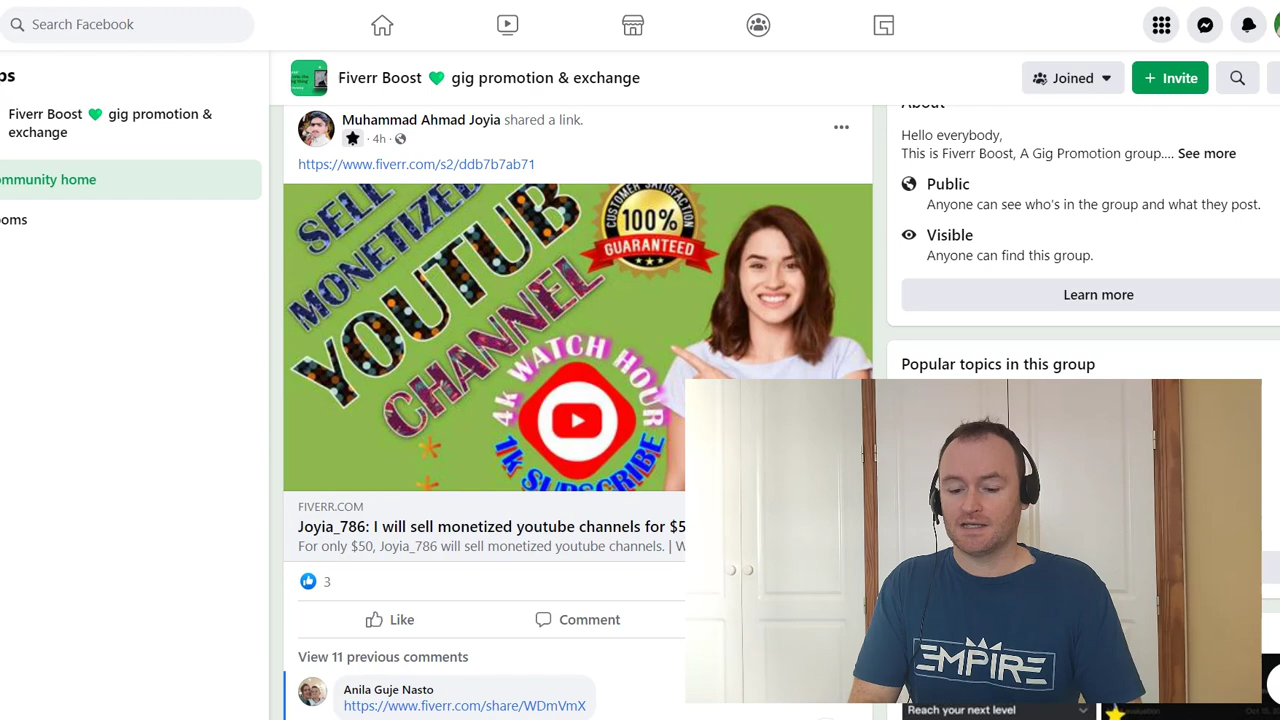 Search Facebook
ps
Fiverr Boost 💚 gig promotion & exchange
ommunity home
oms
Fiverr Boost 💚 gig promotion & exchange
Joined
+ Invite
Muhammad Ahmad Joyia shared a link.
· 4h ·
https://www.fiverr.com/s2/ddb7b7ab71
SELL
MONETIZED
YOUTUB
CHANNEL
CUSTOMER SATISFACTION
100%
GUARANTEED
4k WATCH HOUR
1k SUBSCRIBE
FIVERR.COM
Joyia_786: I will sell monetized youtube channels for $5
For only $50, Joyia_786 will sell monetized youtube channels. | W
3
Like
Comment
View 11 previous comments
Anila Guje Nasto
https://www.fiverr.com/share/WDmVmX
About
Hello everybody,
This is Fiverr Boost, A Gig Promotion group.... See more
Public
Anyone can see who's in the group and what they post.
Visible
Anyone can find this group.
Learn more
Popular topics in this group
EMPIRE
Reach your next level